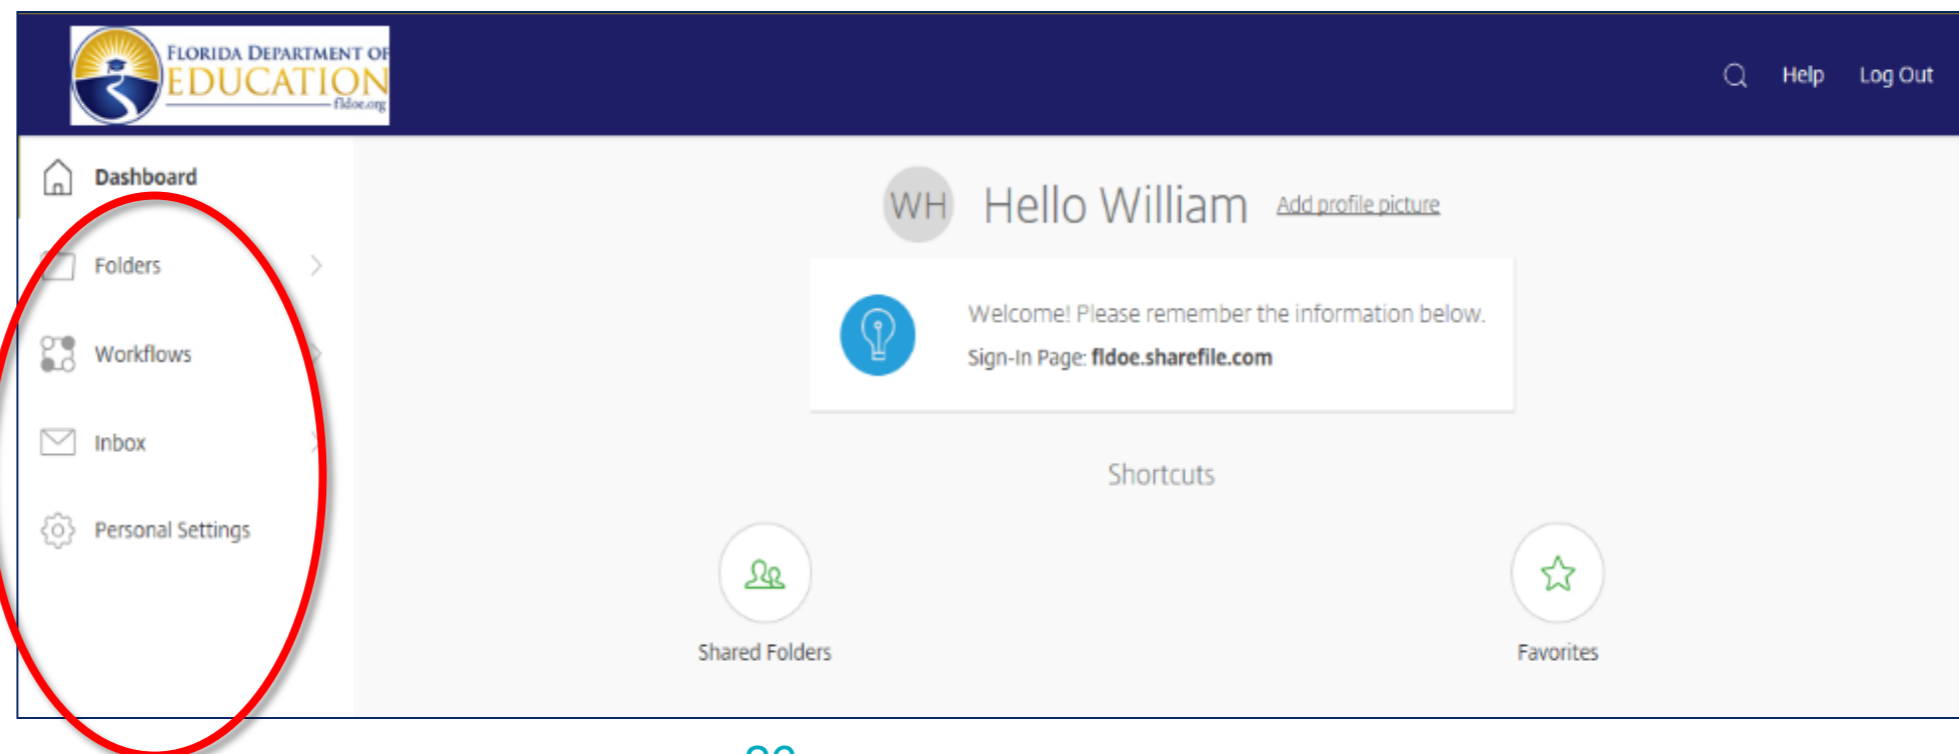 FLORIDA DEPARTMENT OF
EDUCATION
fldoe.org
Help Log Out
Dashboard
Folders
Workflows
Inbox
Personal Settings
WH Hello William Add profile picture
Welcome! Please remember the information below.
Sign-In Page: fldoe.sharefile.com
Shortcuts
Shared Folders
Favorites